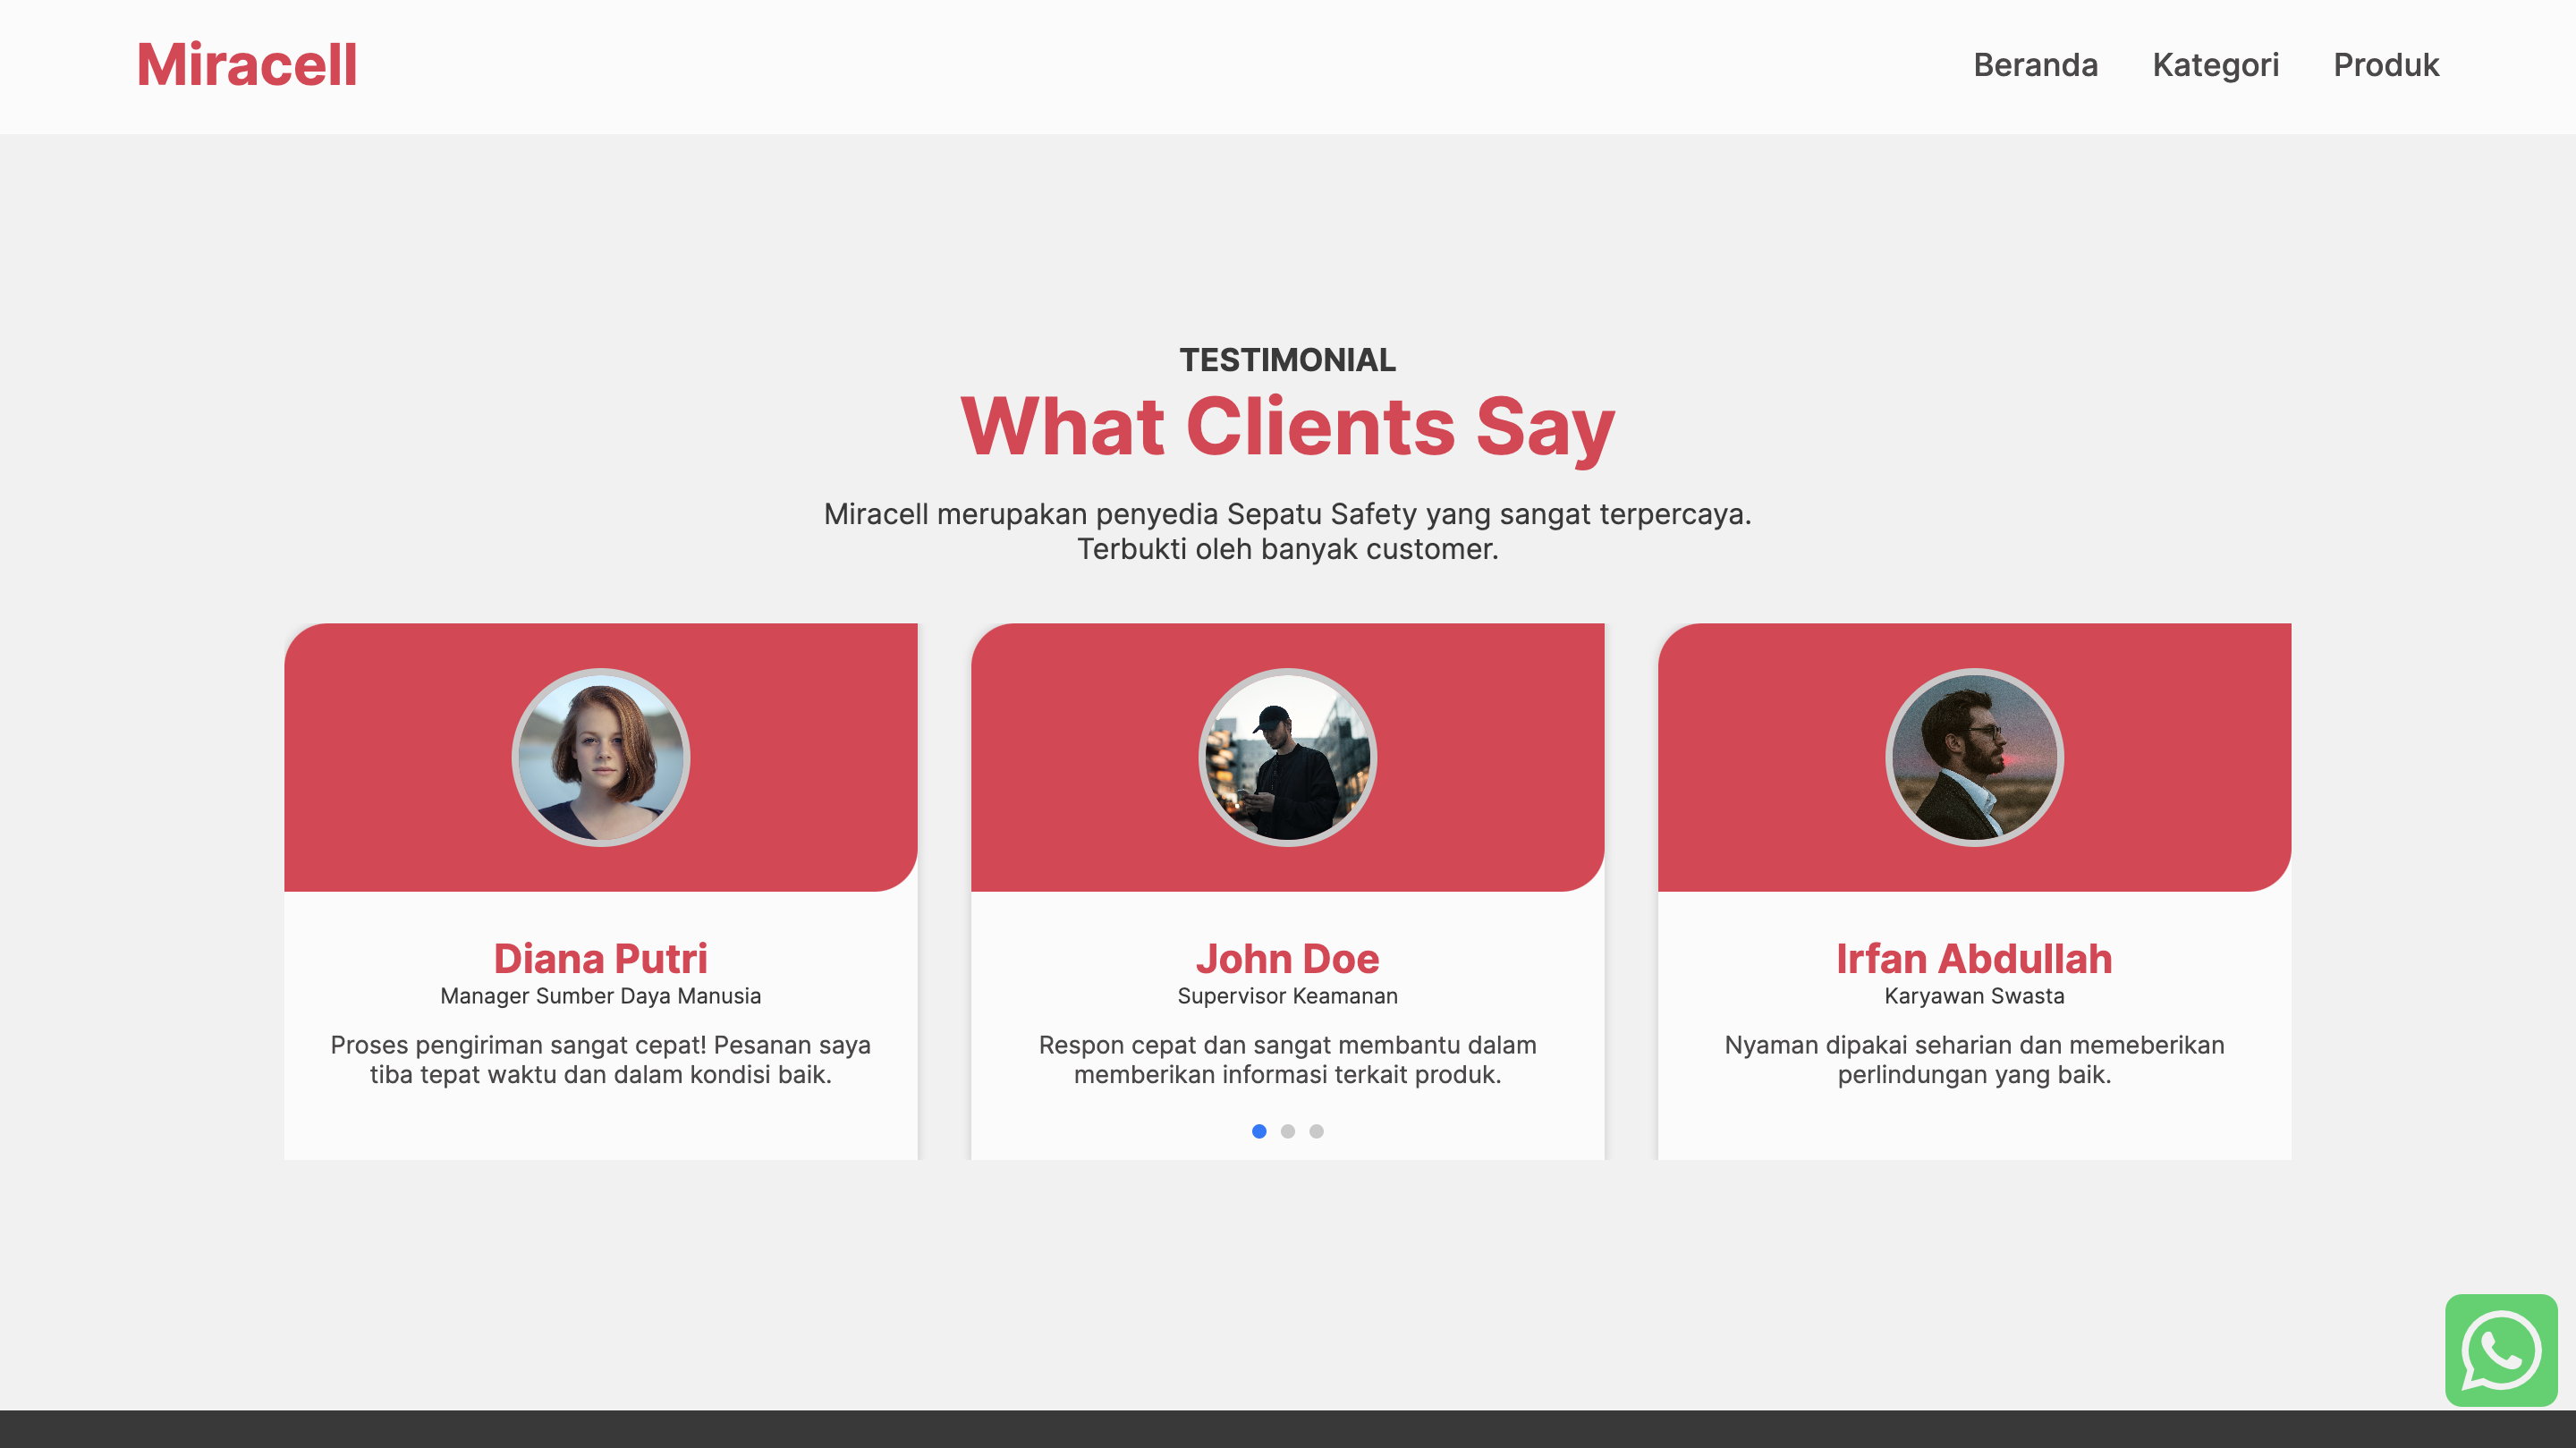 Miracell
Beranda Kategori Produk
TESTIMONIAL
What Clients Say
Miracell merupakan penyedia Sepatu Safety yang sangat terpercaya.
Terbukti oleh banyak customer.
Diana Putri
Manager Sumber Daya Manusia
Proses pengiriman sangat cepat! Pesanan saya
tiba tepat waktu dan dalam kondisi baik.
John Doe
Supervisor Keamanan
Respon cepat dan sangat membantu dalam
memberikan informasi terkait produk.
Irfan Abdullah
Karyawan Swasta
Nyaman dipakai seharian dan memeberikan
perlindungan yang baik.